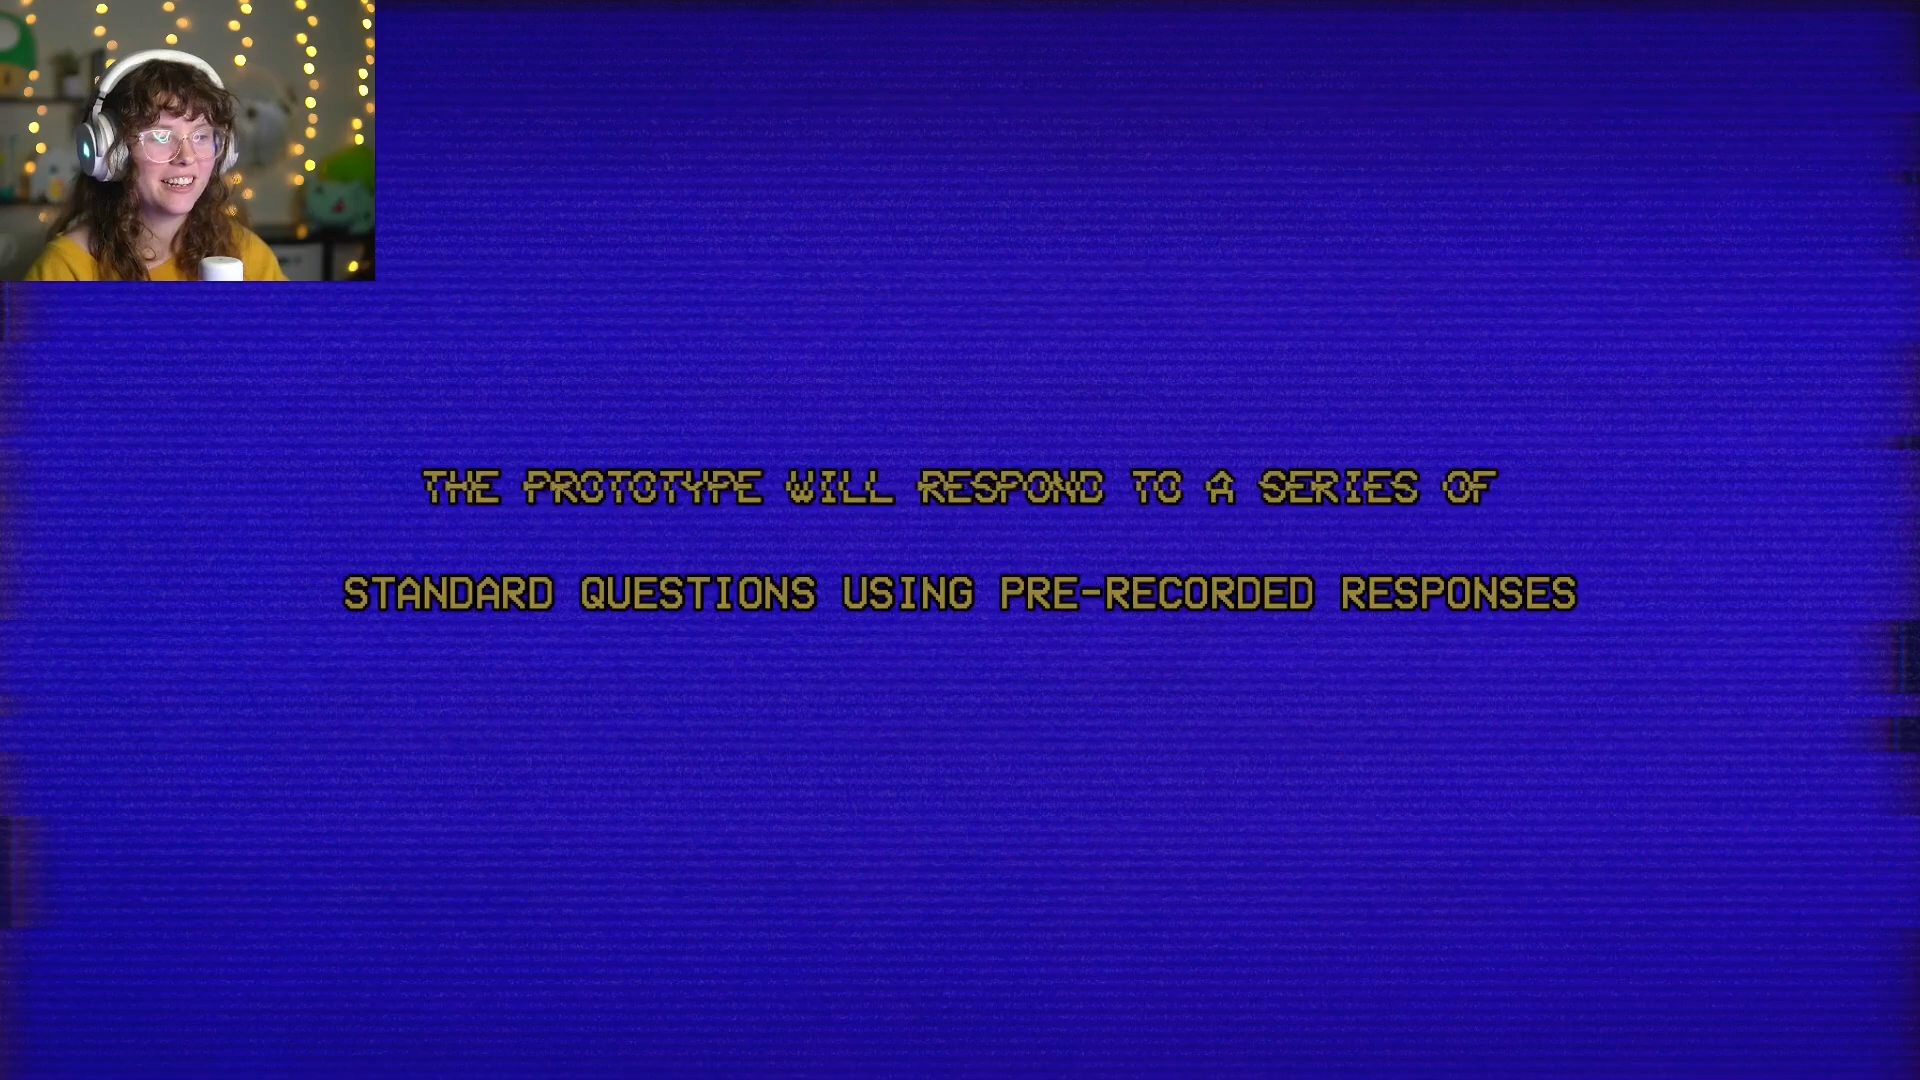 THE PROTOTYPE WILL RESPOND TO A SERIES OF
STANDARD QUESTIONS USING PRE-RECORDED RESPONSES